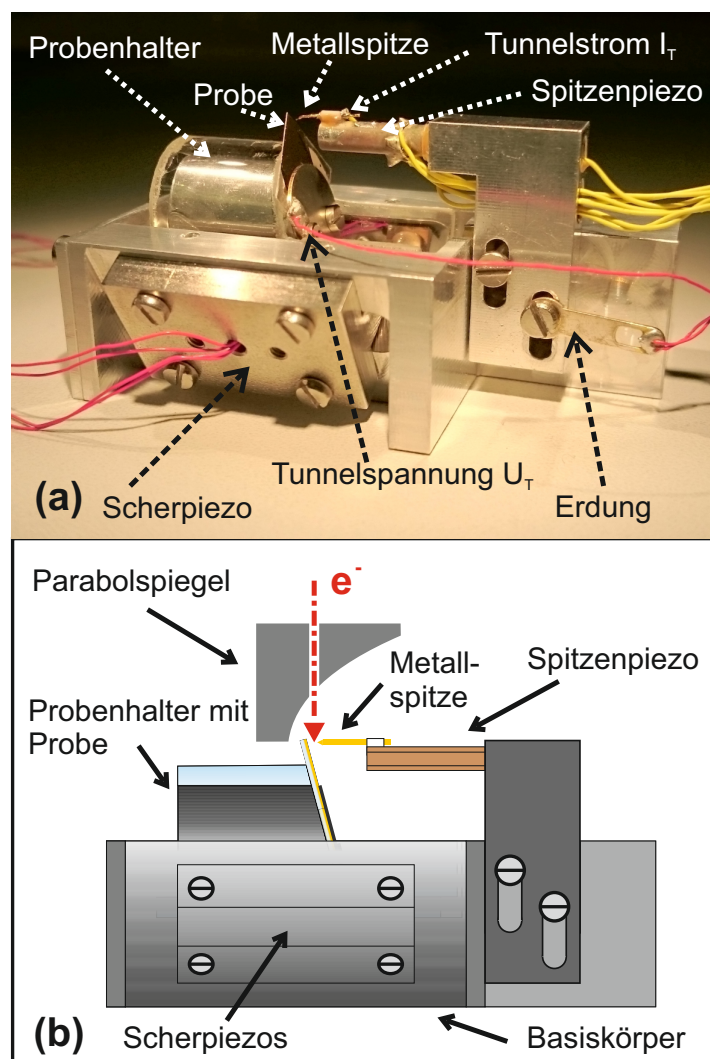 Probenhalter
Metallspitze
Tunnelstrom I_T
Probe
Spitzenpiezo
Tunnelspannung U_T
(a)
Scherpiezo
Erdung
Parabolspiegel
e⁻
Metall-
spitze
Spitzenpiezo
Probenhalter mit
Probe
(b)
Scherpiezos
Basiskörper